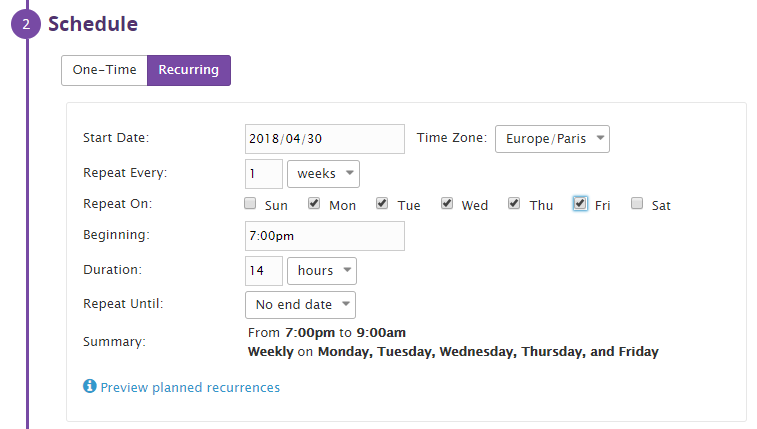 2 Schedule
One-Time Recurring
Start Date: 2018/04/30 Time Zone: Europe/Paris
Repeat Every: 1 weeks
Repeat On: Sun Mon Tue Wed Thu Fri Sat
Beginning: 7:00pm
Duration: 14 hours
Repeat Until: No end date
Summary: From 7:00pm to 9:00am
Weekly on Monday, Tuesday, Wednesday, Thursday, and Friday
Preview planned recurrences